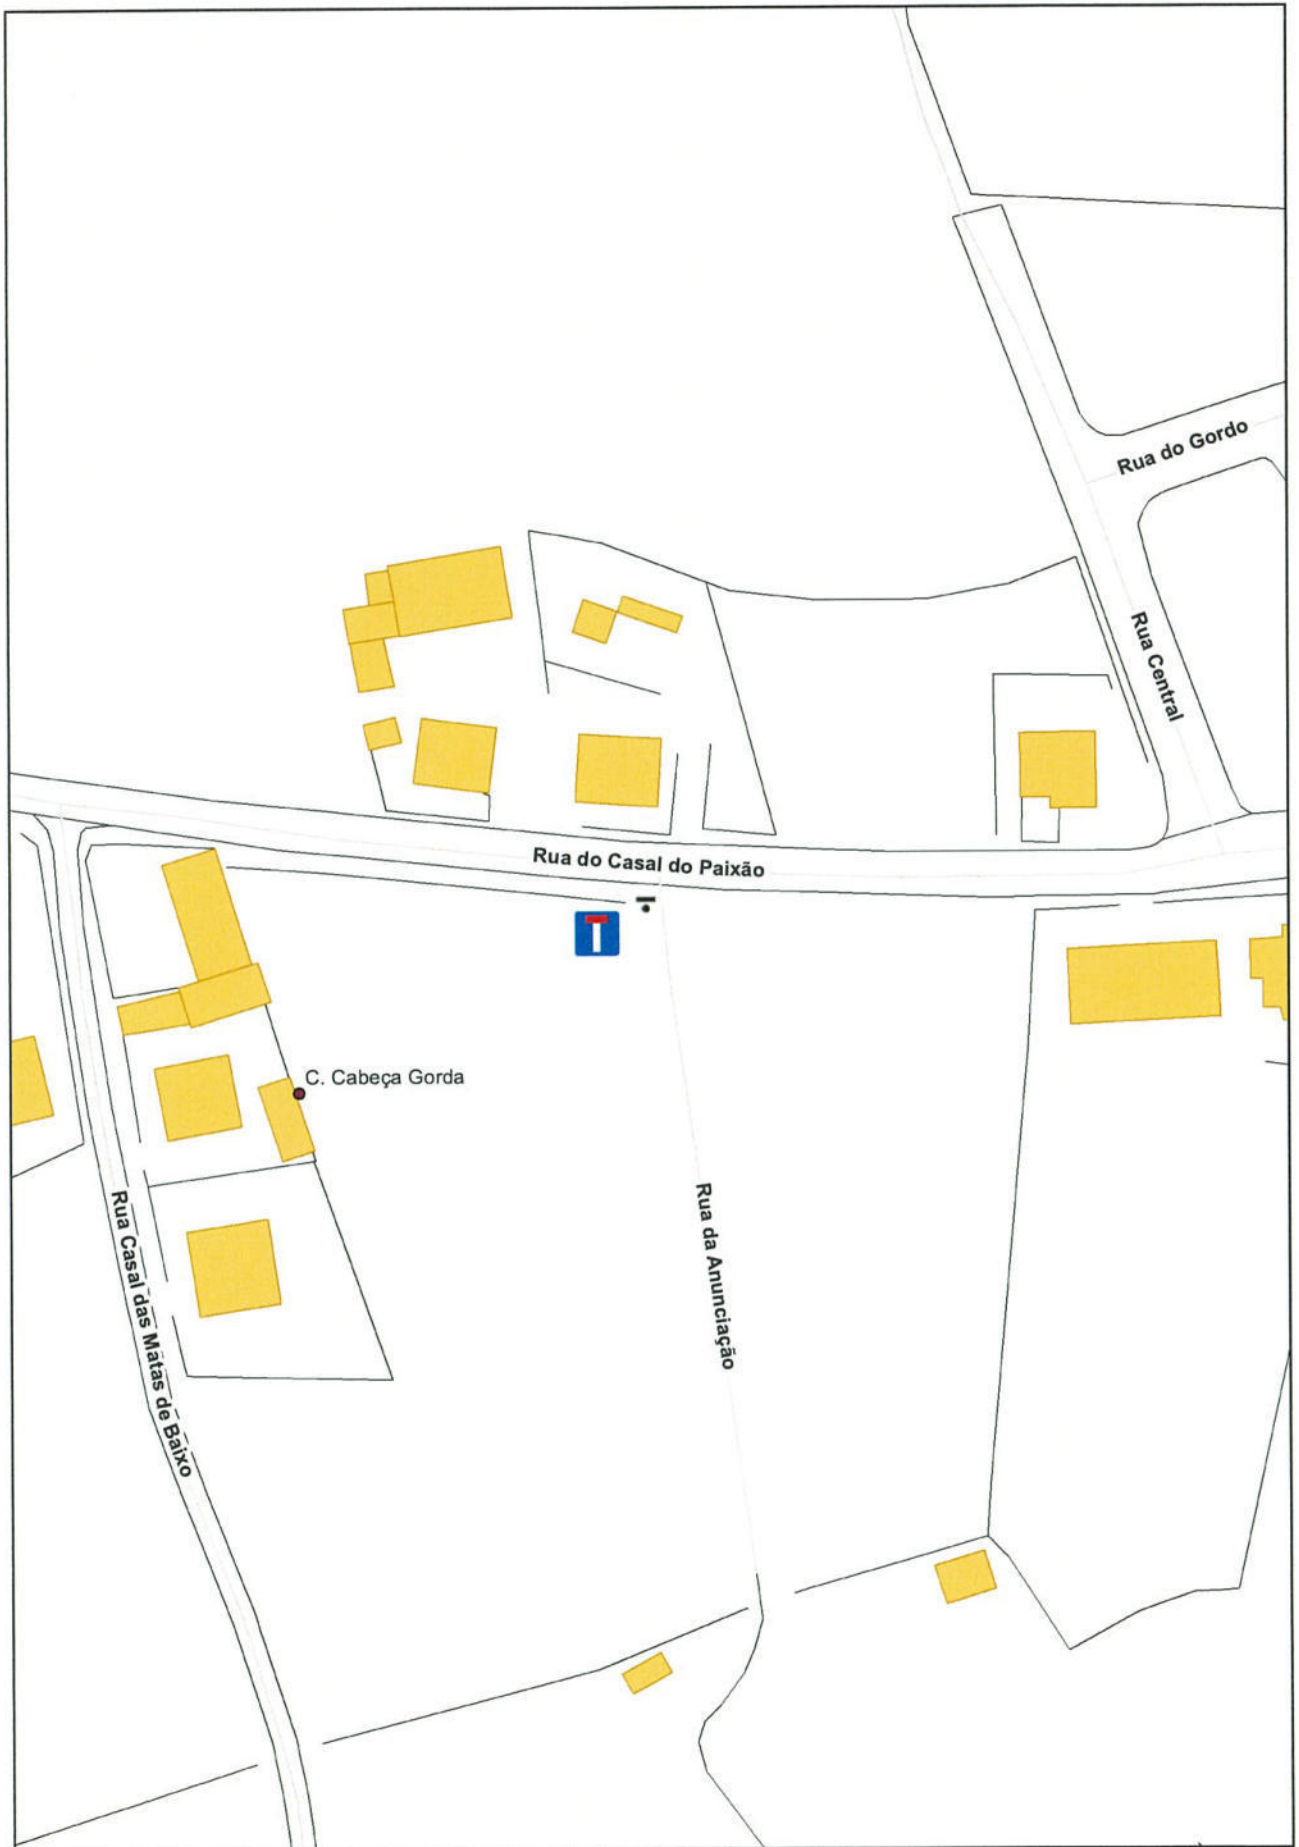 Rua do Gordo
Rua Central
Rua do Casal do Paixão
C. Cabeça Gorda
Rua da Anunciação
Rua Casal das Matas de Baixo